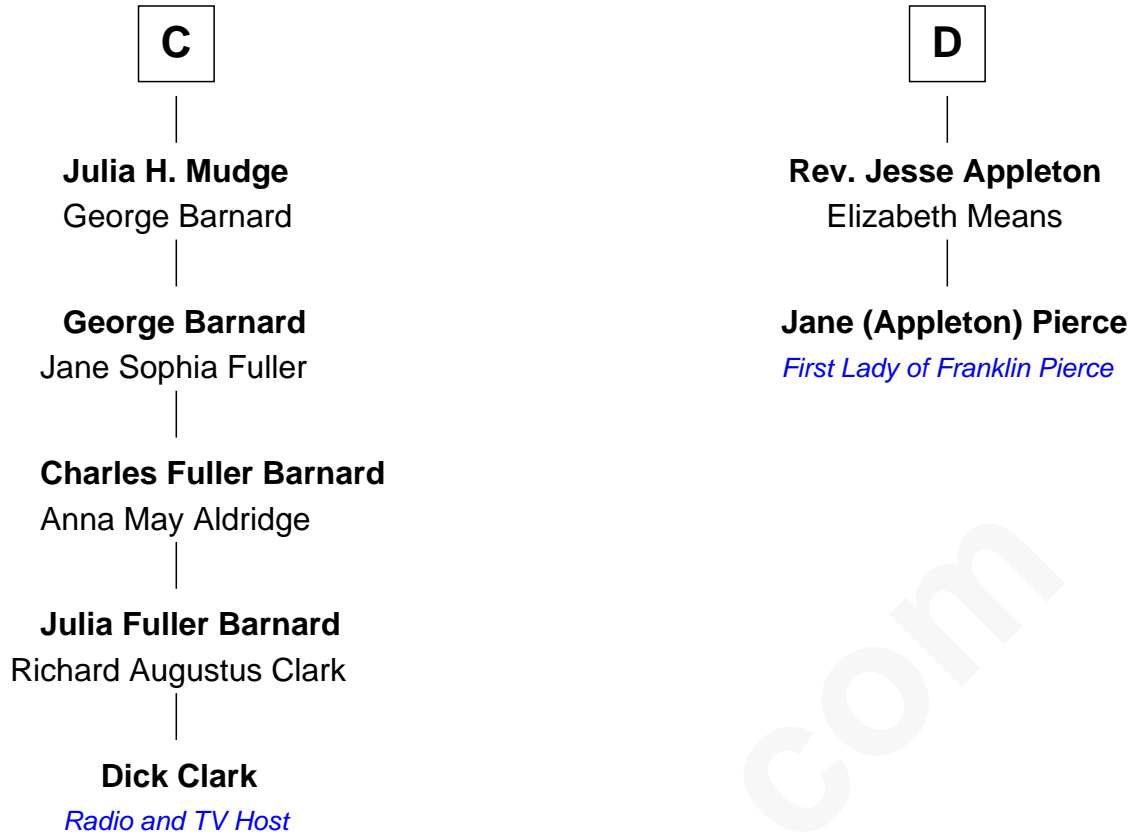 C
Julia H. Mudge
George Barnard
George Barnard
Jane Sophia Fuller
Charles Fuller Barnard
Anna May Aldridge
Julia Fuller Barnard
Richard Augustus Clark
Dick Clark
Radio and TV Host
D
Rev. Jesse Appleton
Elizabeth Means
Jane (Appleton) Pierce
First Lady of Franklin Pierce
com